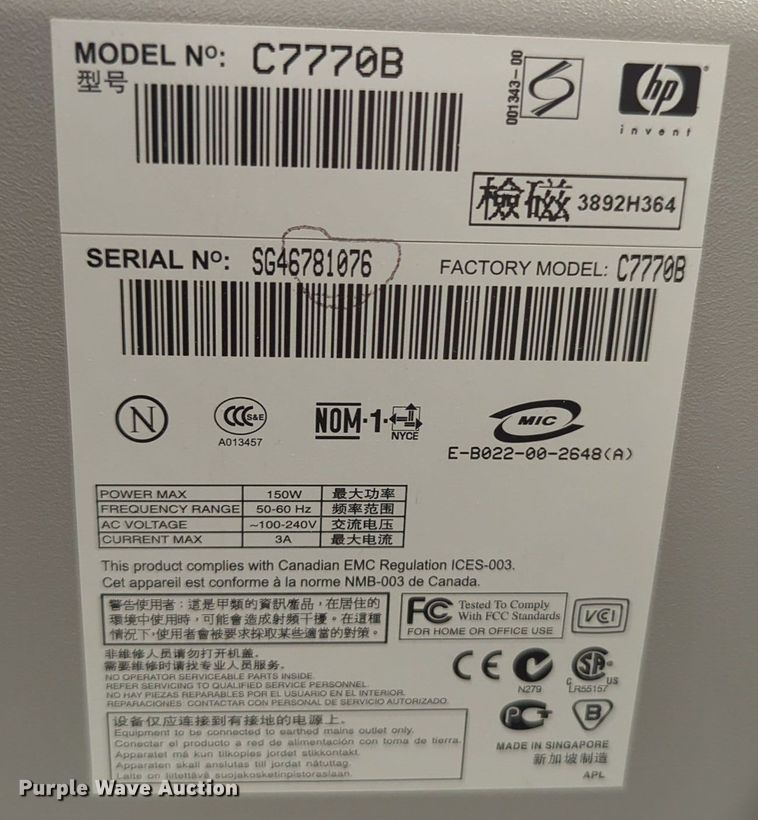 MODEL Nº: C7770B
型号
001343-00
hp
invent
檢磁 3892H364
SERIAL Nº: SG46781076
FACTORY MODEL: C7770B
N
CCC S&E
A013457
NOM-1-
NYCE
MIC
E-B022-00-2648(A)
POWER MAX 150W 最大功率
FREQUENCY RANGE 50-60 Hz 频率范围
AC VOLTAGE ~100-240V 交流电压
CURRENT MAX 3A 最大电流
This product complies with Canadian EMC Regulation ICES-003.
Cet appareil est conforme à la norme NMB-003 de Canada.
警告使用者：這是甲類的資訊產品，在居住的
環境中使用時，可能會造成射頻干擾。在這種
情況下，使用者會被要求採取某些適當的對策。
FC Tested To Comply
With FCC Standards
FOR HOME OR OFFICE USE
VCI
非维修人员请勿打开机盖。
需要维修时请找专业人员服务。
NO OPERATOR SERVICEABLE PARTS INSIDE.
REFER SERVICING TO QUALIFIED SERVICE PERSONNEL.
NO HAY PIEZAS REPARABLES POR EL USUARIO EN EL INTERIOR.
REPARACIONES: CONTACTAR CON PERSONAL DE SERVICIO AUTORIZADO.
CE
N279
C SA US
LR55157
设备仅应连接到有接地的电源上。
Equipment to be connected to earthed mains outlet only.
Conectar el producto a red de alimentación con toma de tierra.
Apparatet må kun tilkoples jordet stikkontakt.
Apparaten skall anslutas till jordat nätuttag.
Laite on liitettävä suojakosketinpistorasiaan.
PCT
B
MADE IN SINGAPORE
新加坡制造
APL
Purple Wave Auction